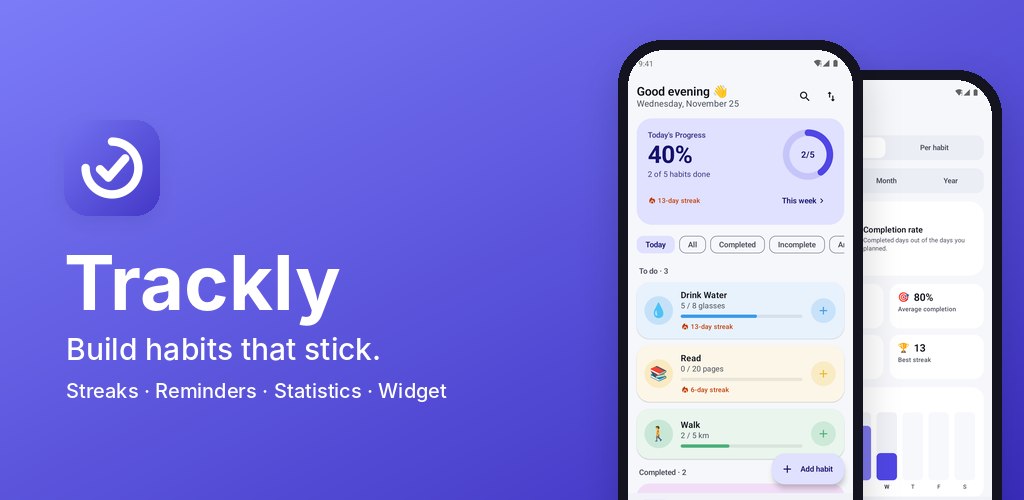 Trackly
Build habits that stick.
Streaks · Reminders · Statistics · Widget
9:41
Good evening 👋
Wednesday, November 25
Today's Progress
40%
2 of 5 habits done
2/5
🔥 13-day streak
This week ›
Today
All
Completed
Incomplete
To do · 3
Drink Water
5 / 8 glasses
🔥 13-day streak
Read
0 / 20 pages
🔥 6-day streak
Walk
2 / 5 km
+ Add habit
Completed · 2
Per habit
Month
Year
Completion rate
Completed days out of the days you
planned.
🎯 80%
Average completion
🏆 13
Best streak
W T F S